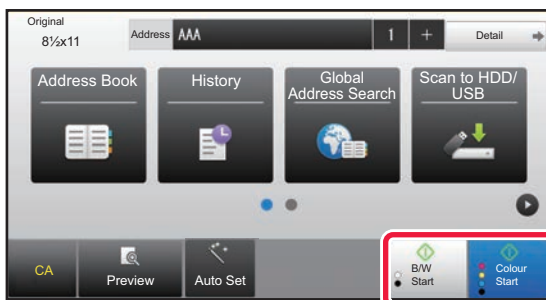 Original
8½x11
Address AAA 1 + Detail
Address Book
History
Global
Address Search
Scan to HDD/
USB
CA
Preview
Auto Set
B/W
Start
Colour
Start